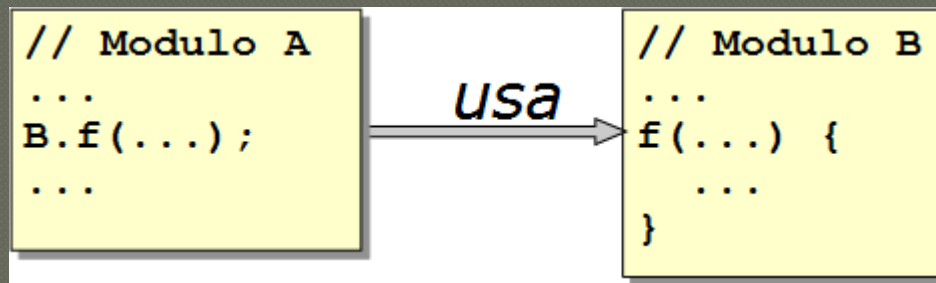 // Modulo A
...
B.f(...);
...
usa
// Modulo B
...
f(...) {
...
}